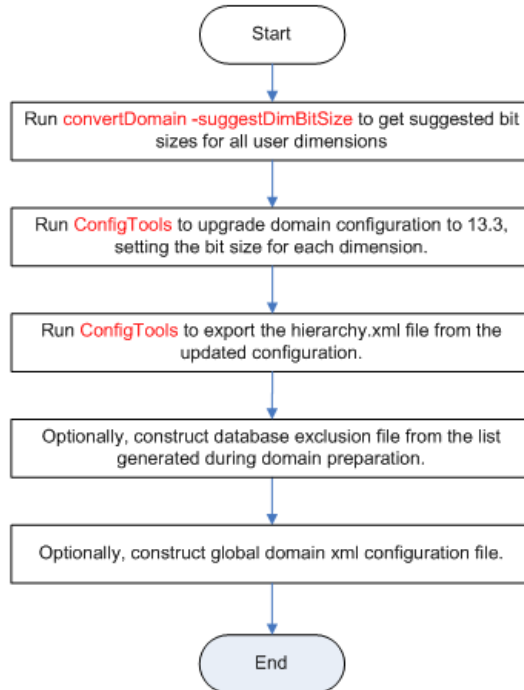 Start
Run convertDomain -suggestDimBitSize to get suggested bit
sizes for all user dimensions
Run ConfigTools to upgrade domain configuration to 13.3,
setting the bit size for each dimension.
Run ConfigTools to export the hierarchy.xml file from the
updated configuration.
Optionally, construct database exclusion file from the list
generated during domain preparation.
Optionally, construct global domain xml configuration file.
End